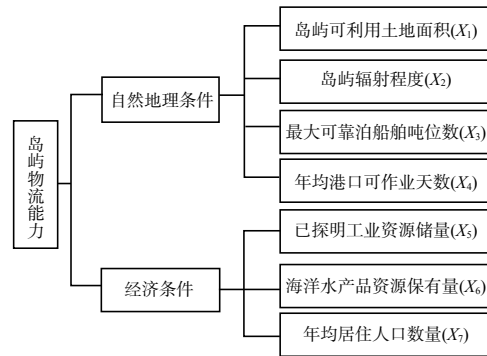 岛屿物流能力
自然地理条件
经济条件
岛屿可利用土地面积(X₁)
岛屿辐射程度(X₂)
最大可靠泊船舶吨位数(X₃)
年均港口可作业天数(X₄)
已探明工业资源储量(X₅)
海洋水产品资源保有量(X₆)
年均居住人口数量(X₇)